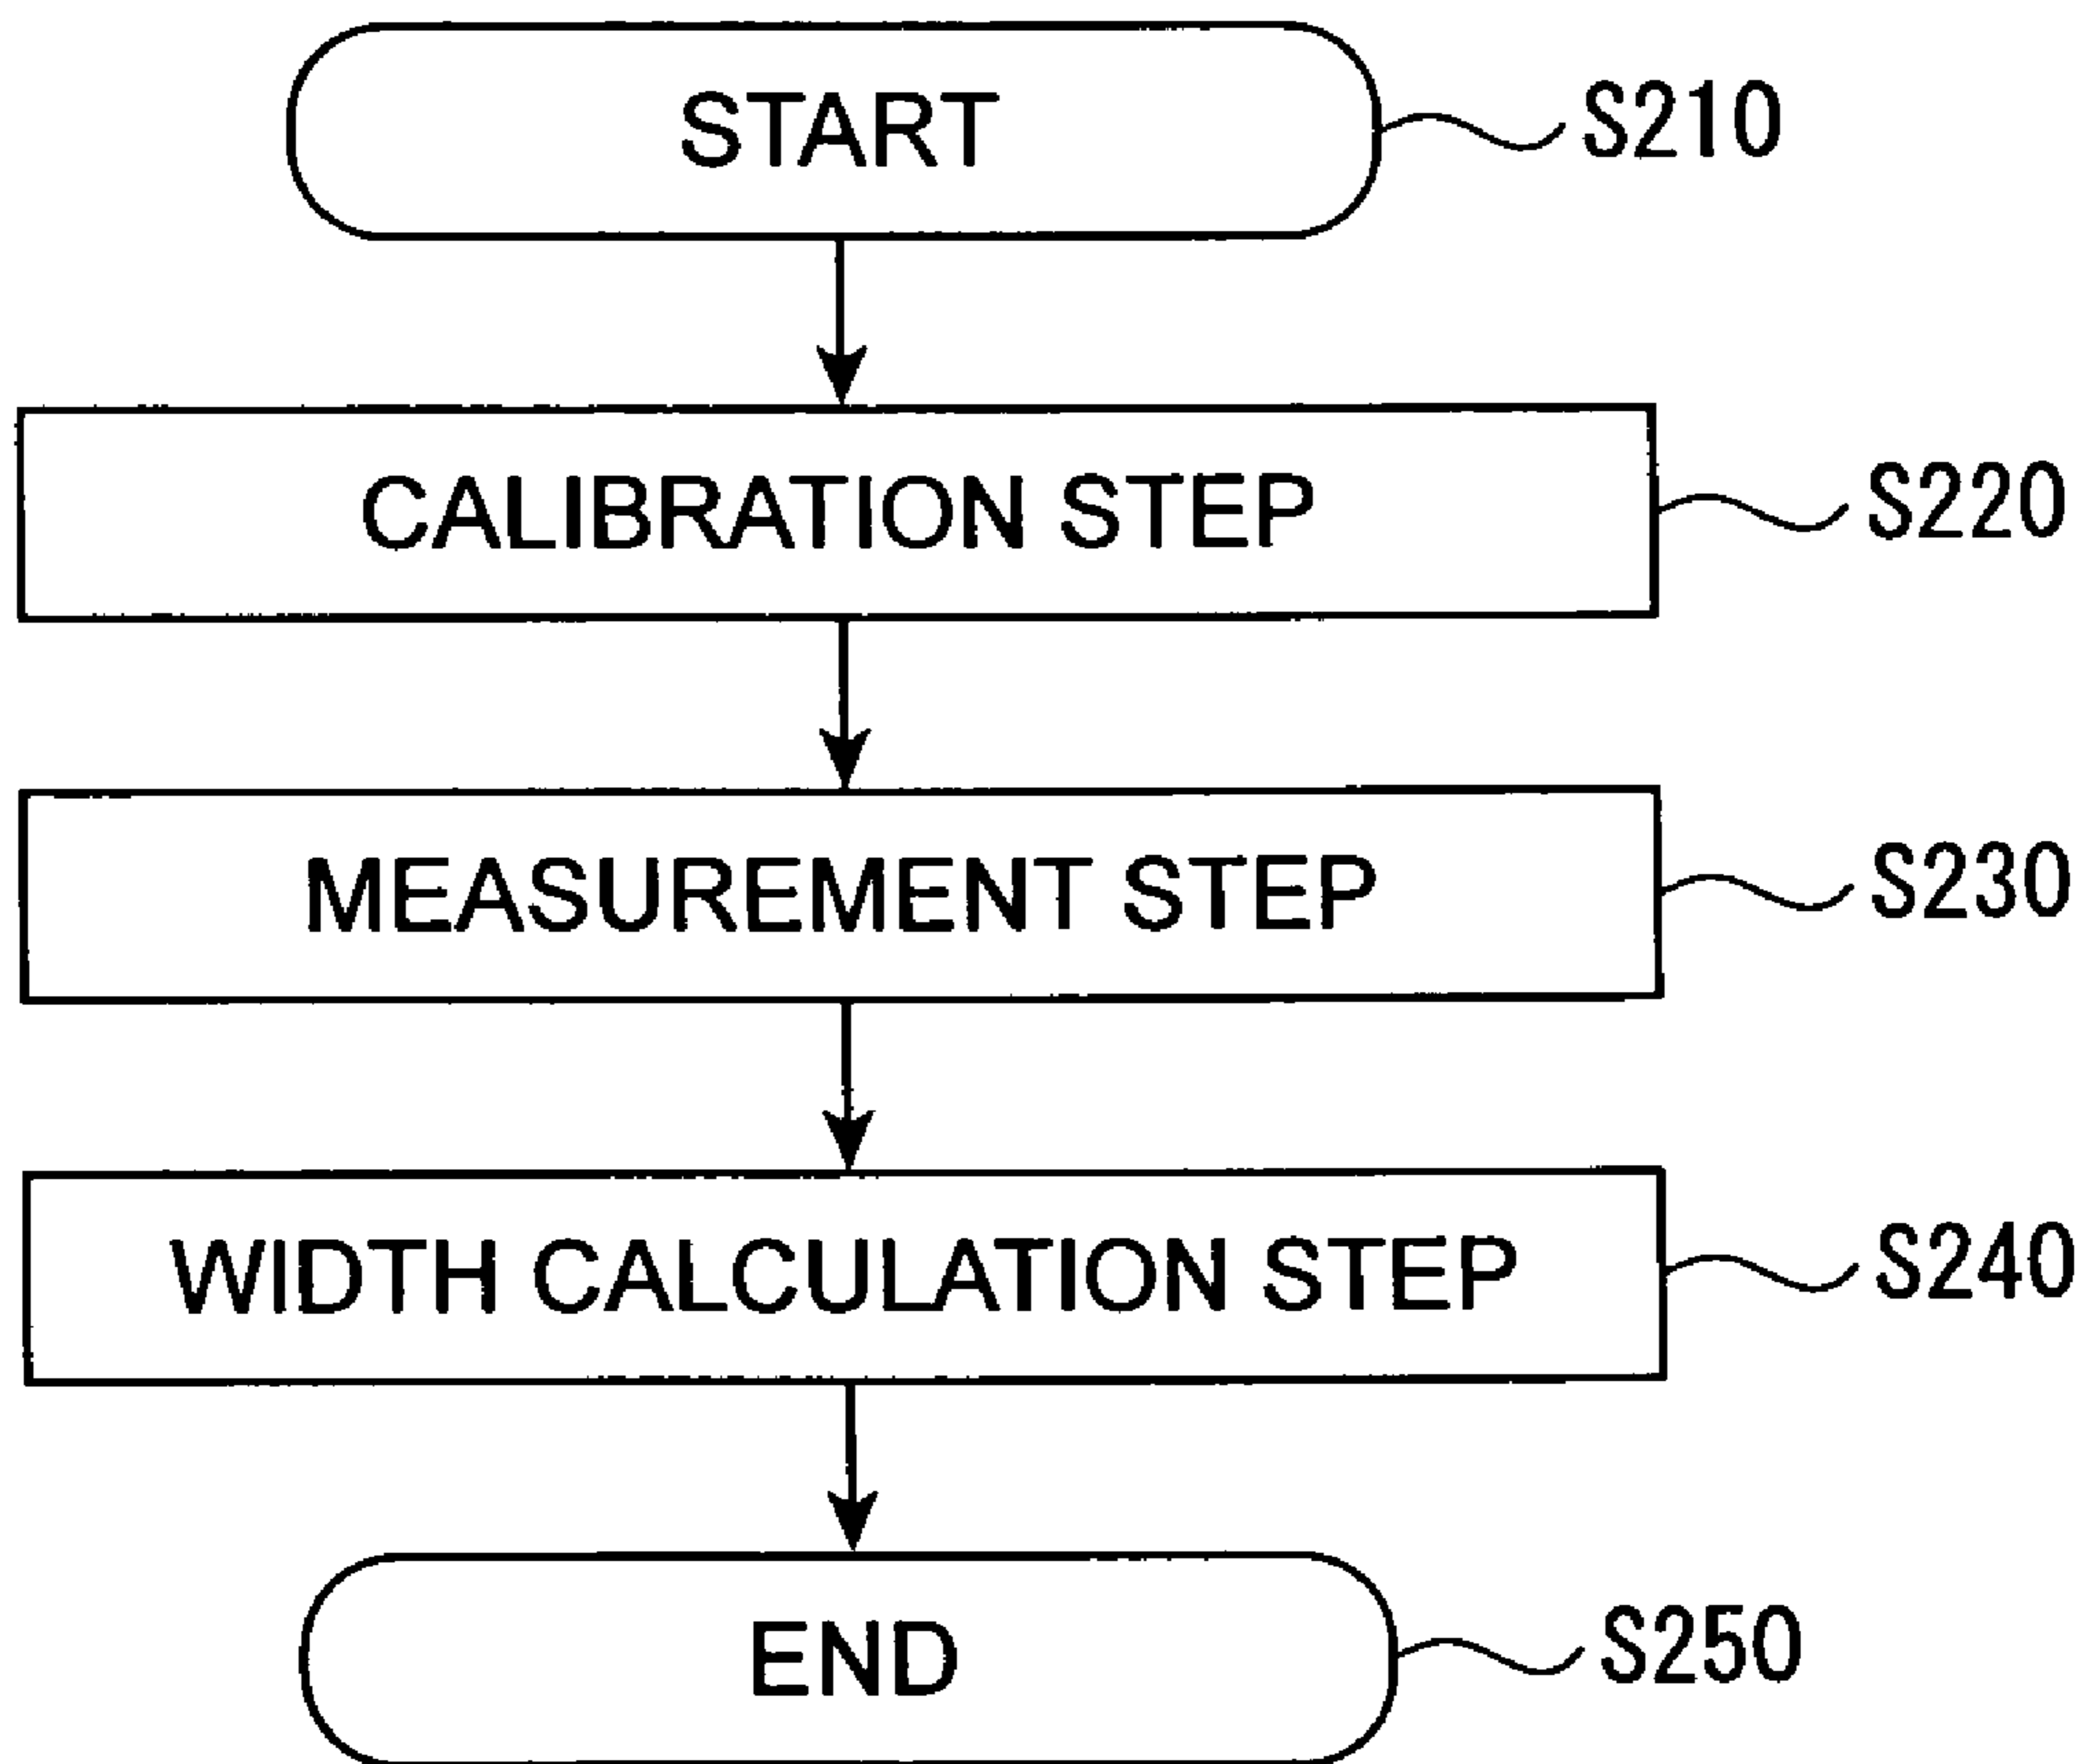 START S210
CALIBRATION STEP S220
MEASUREMENT STEP S230
WIDTH CALCULATION STEP S240
END S250